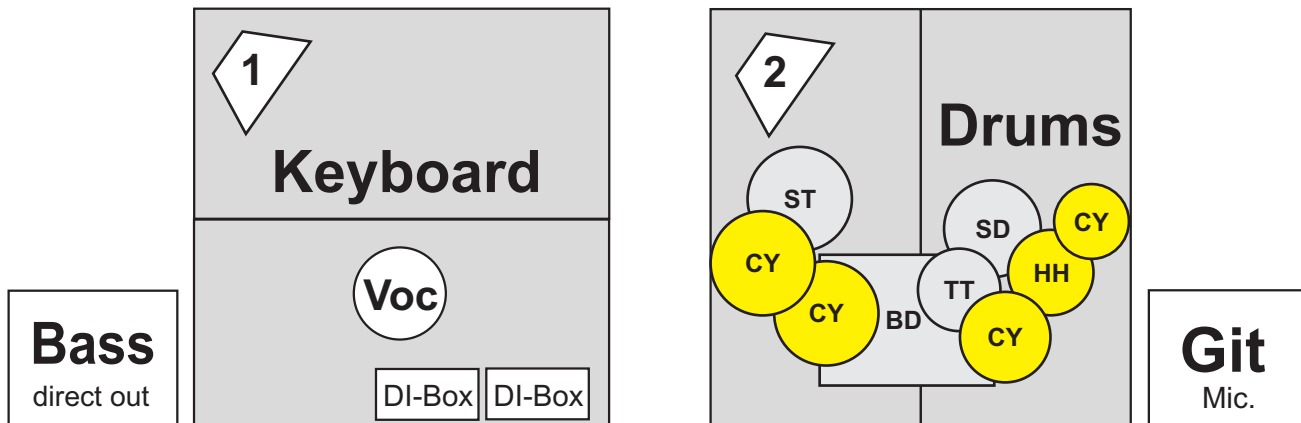 1
Keyboard
Voc
DI-Box DI-Box
Bass
direct out
2
Drums
ST
SD
CY
HH
CY
TT
CY
BD
CY
Git
Mic.